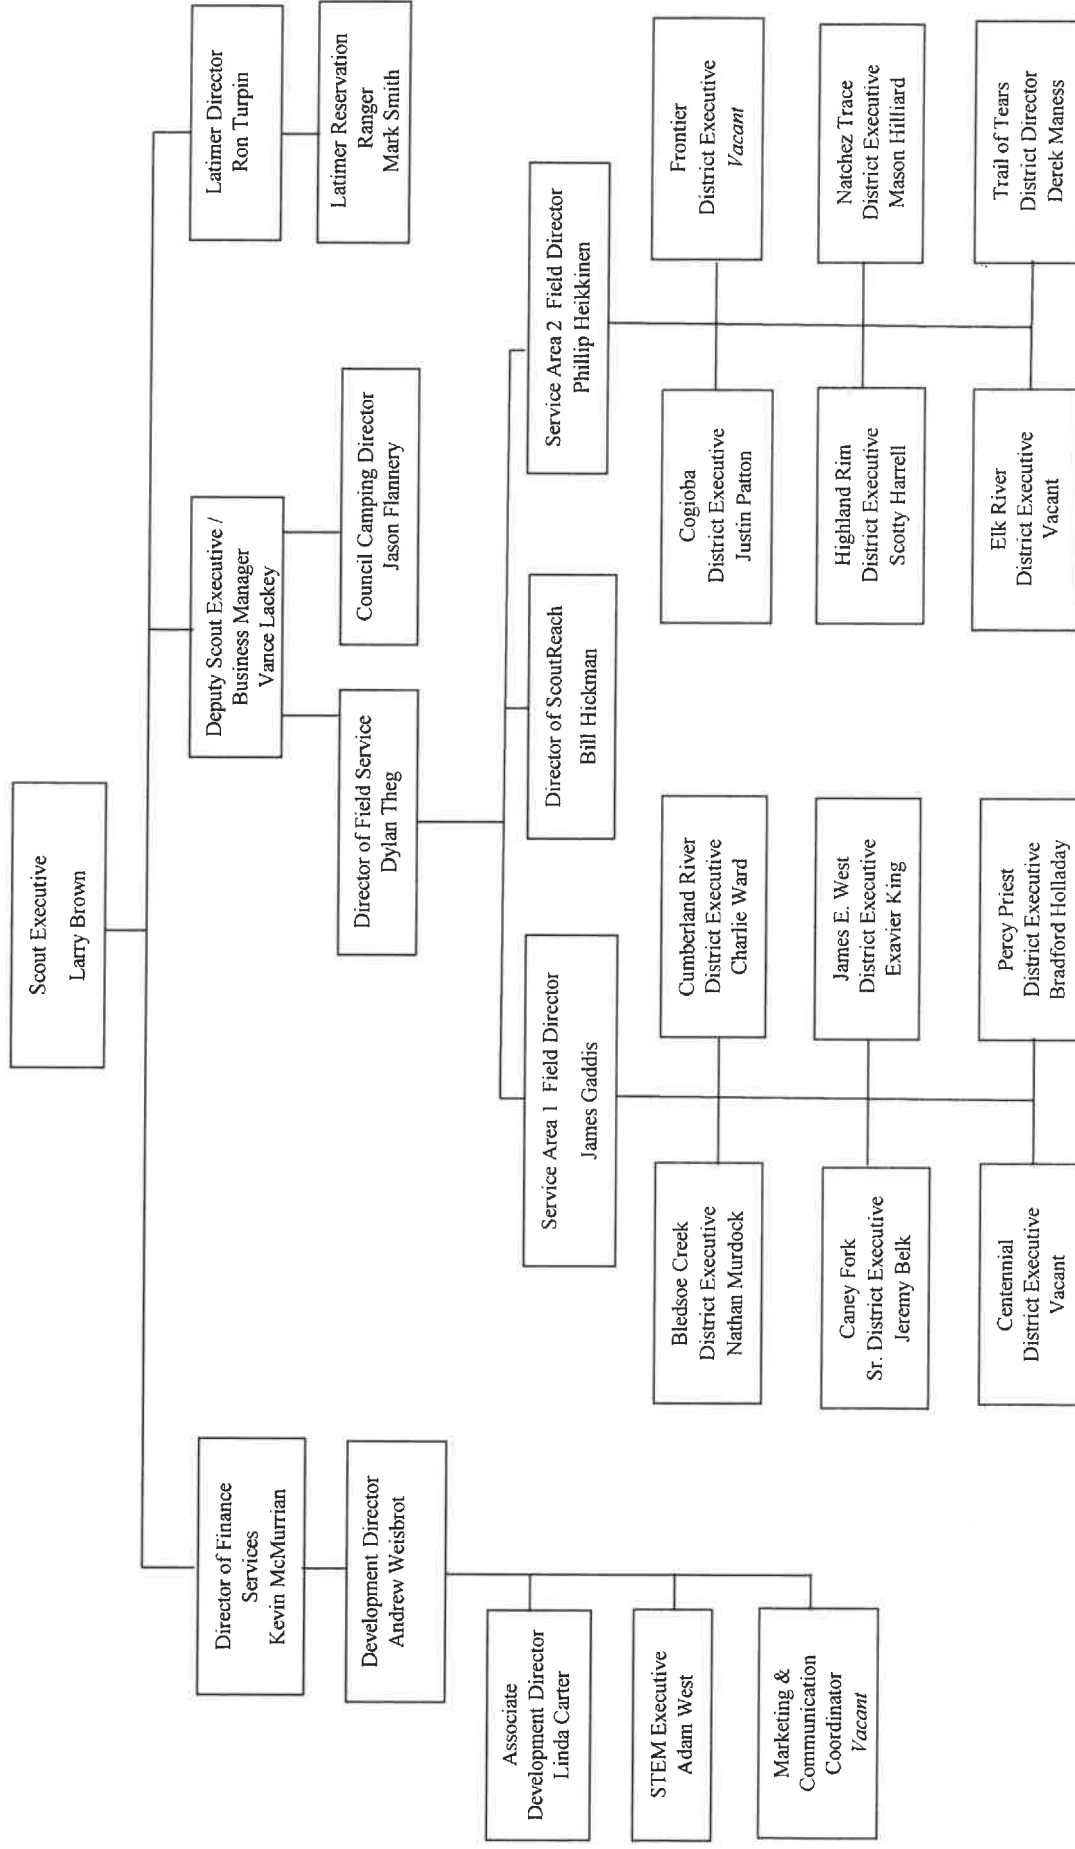 Scout Executive
Larry Brown
Director of Finance
Services
Kevin McMurrian
Deputy Scout Executive /
Business Manager
Vance Lackey
Latimer Director
Ron Turpin
Development Director
Andrew Weisbrot
Director of Field Service
Dylan Theg
Council Camping Director
Jason Flannery
Latimer Reservation
Ranger
Mark Smith
Associate
Development Director
Linda Carter
STEM Executive
Adam West
Marketing &
Communication
Coordinator
Vacant
Service Area 1  Field Director
James Gaddis
Director of ScoutReach
Bill Hickman
Service Area 2  Field Director
Phillip Heikkinen
Bledsoe Creek
District Executive
Nathan Murdock
Cumberland River
District Executive
Charlie Ward
Cogioba
District Executive
Justin Patton
Frontier
District Executive
Vacant
Caney Fork
Sr. District Executive
Jeremy Belk
James E. West
District Executive
Exavier King
Highland Rim
District Executive
Scotty Harrell
Natchez Trace
District Executive
Mason Hilliard
Centennial
District Executive
Vacant
Percy Priest
District Executive
Bradford Holladay
Elk River
District Executive
Vacant
Trail of Tears
District Director
Derek Maness